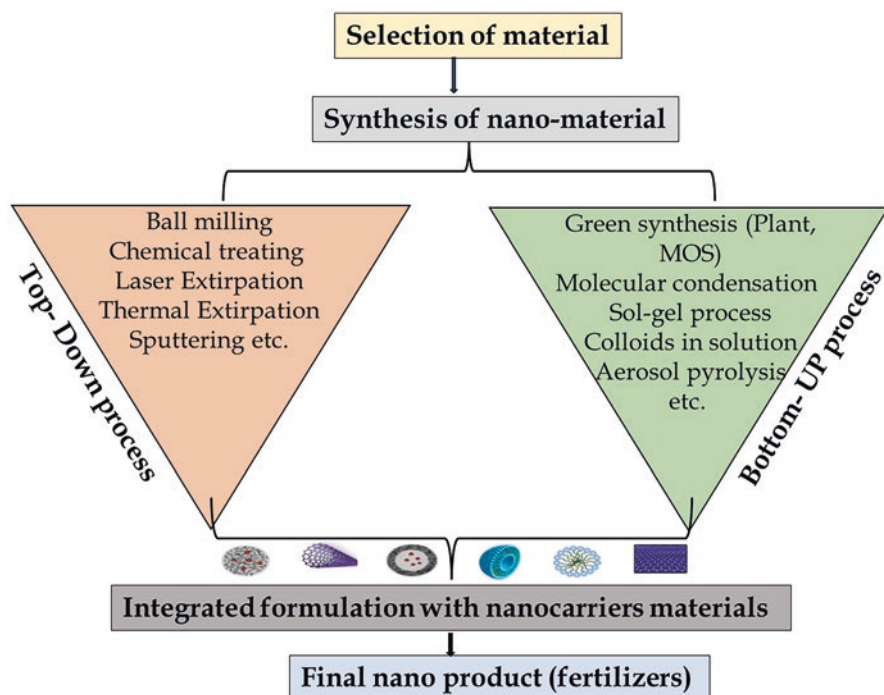 Selection of material
Synthesis of nano-material
Ball milling
Chemical treating
Laser Extirpation
Thermal Extirpation
Sputtering etc.
Top- Down process
Green synthesis (Plant,
MOS)
Molecular condensation
Sol-gel process
Colloids in solution
Aerosol pyrolysis
etc.
Bottom- UP process
Integrated formulation with nanocarriers materials
Final nano product (fertilizers)